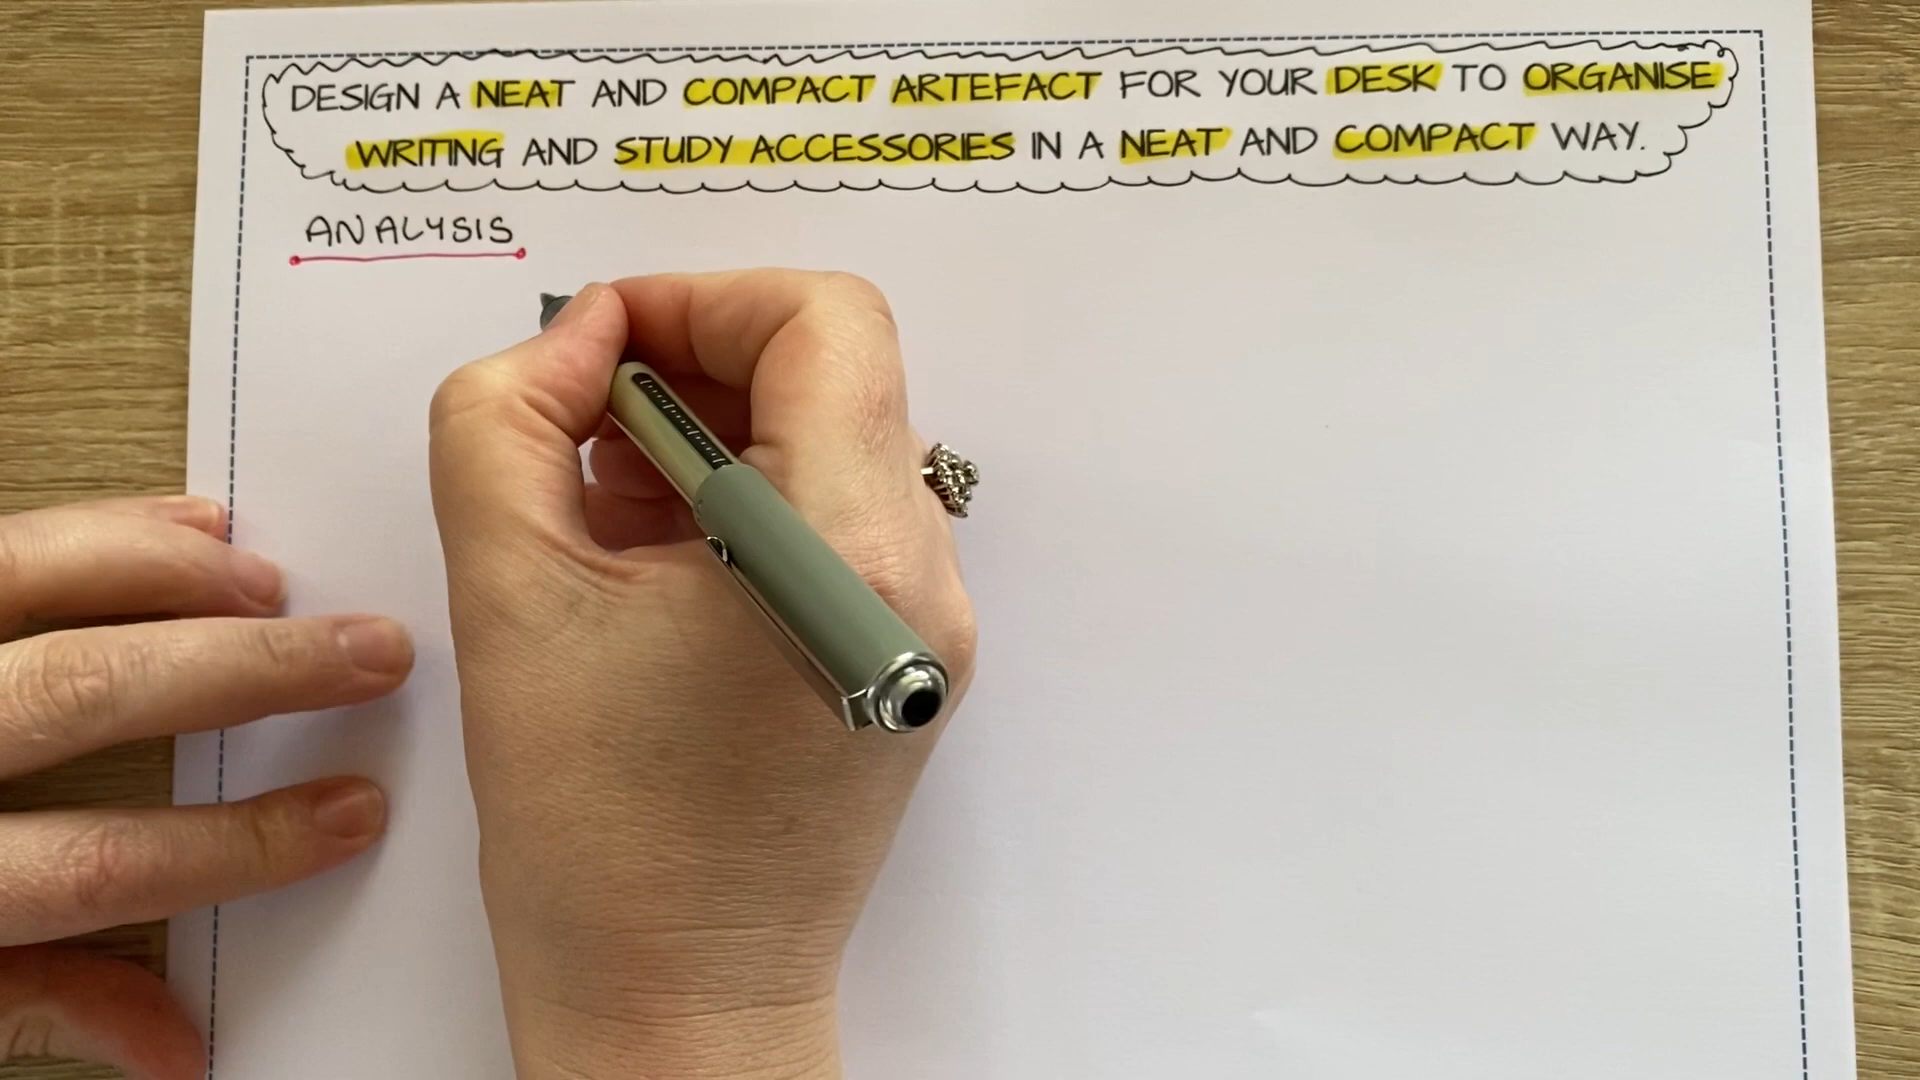 DESIGN A NEAT AND COMPACT ARTEFACT FOR YOUR DESK TO ORGANISE
WRITING AND STUDY ACCESSORIES IN A NEAT AND COMPACT WAY.
ANALYSIS